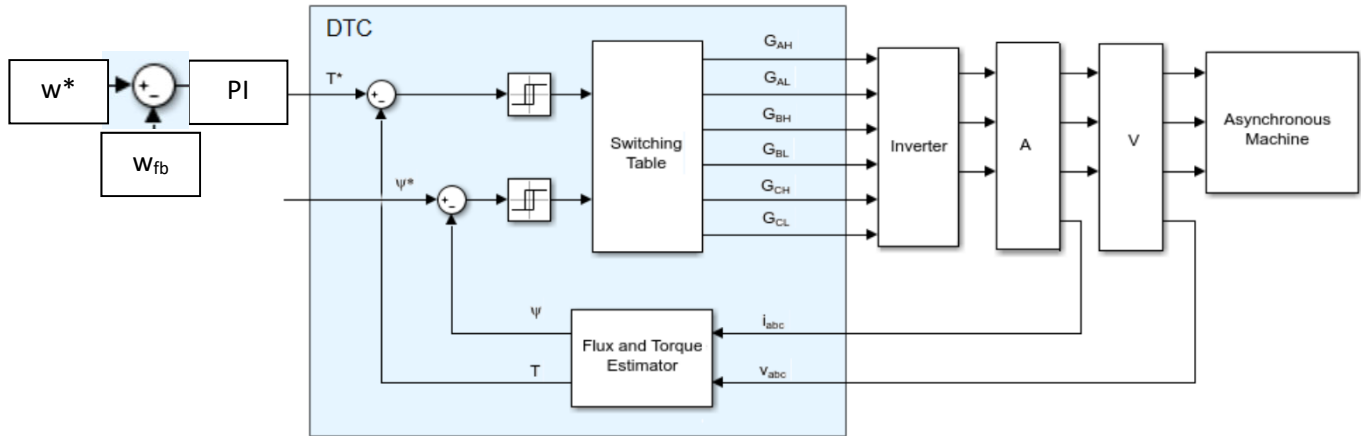 DTC
w*
PI
w_fb
T*
ψ*
Switching
Table
G_AH
G_AL
G_BH
G_BL
G_CH
G_CL
Inverter
A
V
Asynchronous
Machine
ψ
T
Flux and Torque
Estimator
i_abc
v_abc